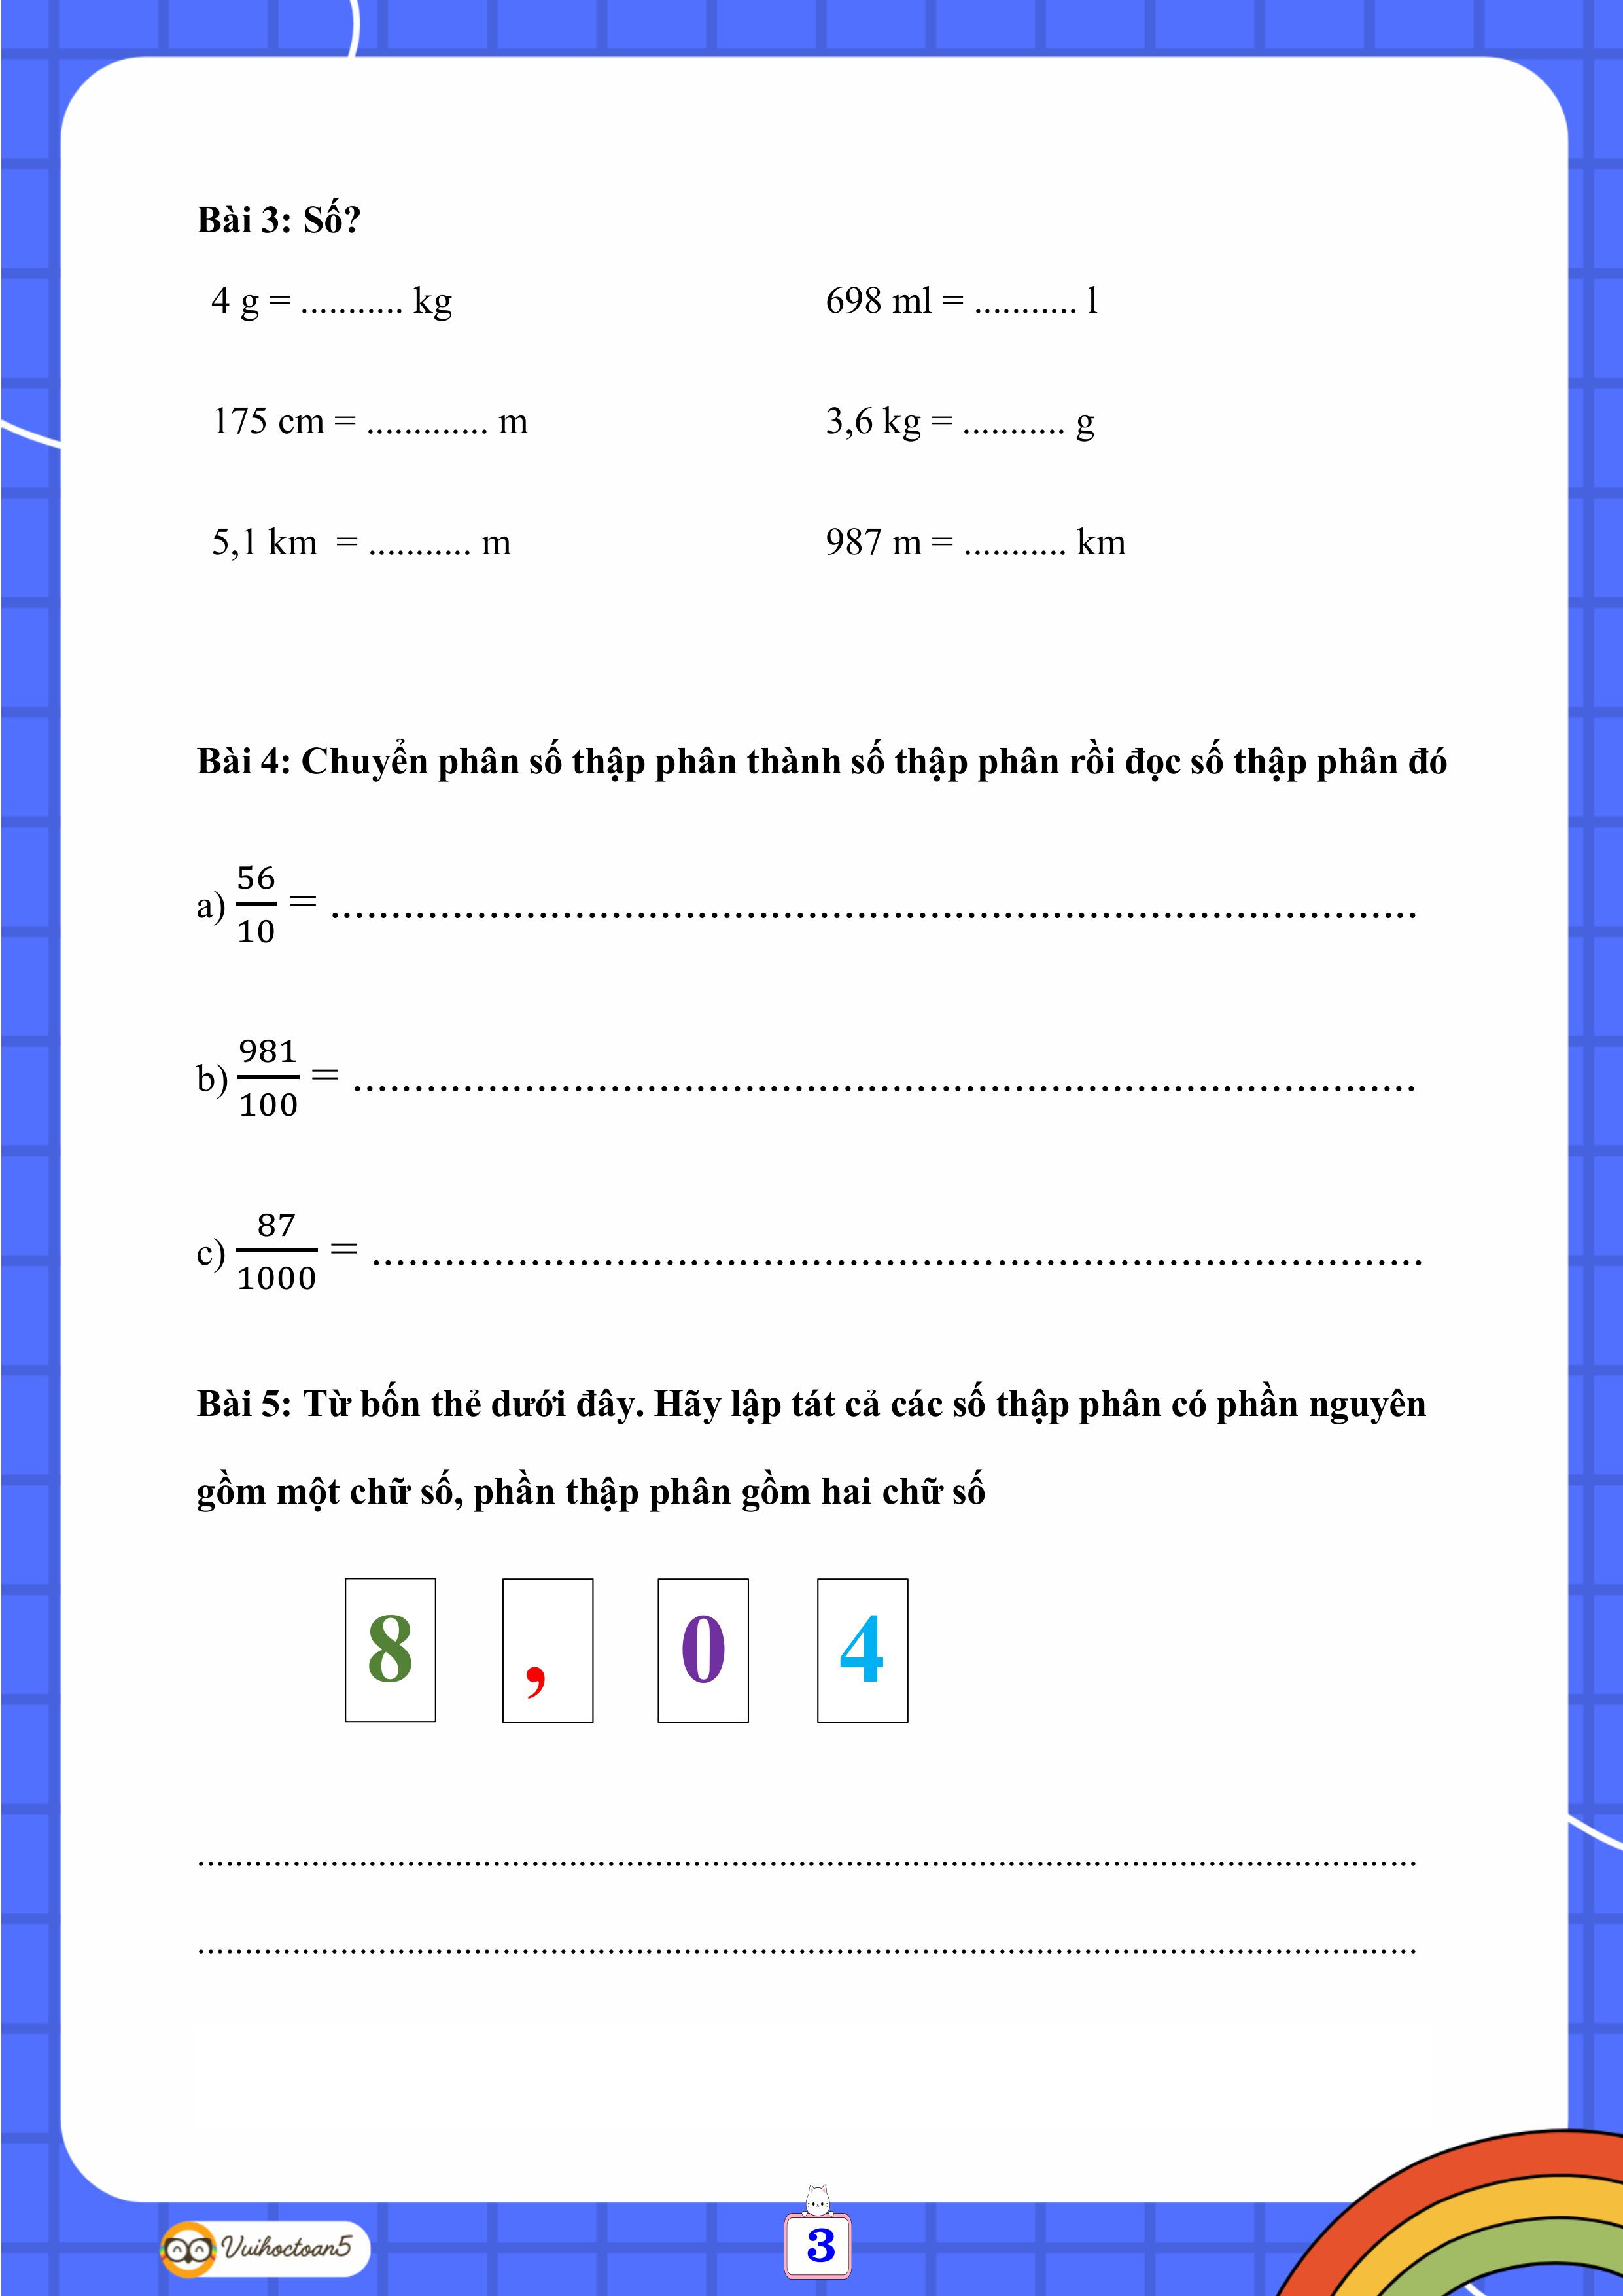 Bài 3: Số?
4 g = ........... kg
698 ml = ........... l
175 cm = ............. m
3,6 kg = ........... g
5,1 km = ........... m
987 m = ........... km
Bài 4: Chuyển phân số thập phân thành số thập phân rồi đọc số thập phân đó
a) 56/10 = ..........................................................................................
b) 981/100 = ........................................................................................
c) 87/1000 = .......................................................................................
Bài 5: Từ bốn thẻ dưới đây. Hãy lập tát cả các số thập phân có phần nguyên
gồm một chữ số, phần thập phân gồm hai chữ số
8 , 0 4
..................................................................................................................................
..................................................................................................................................
Vuihoctoan5
3